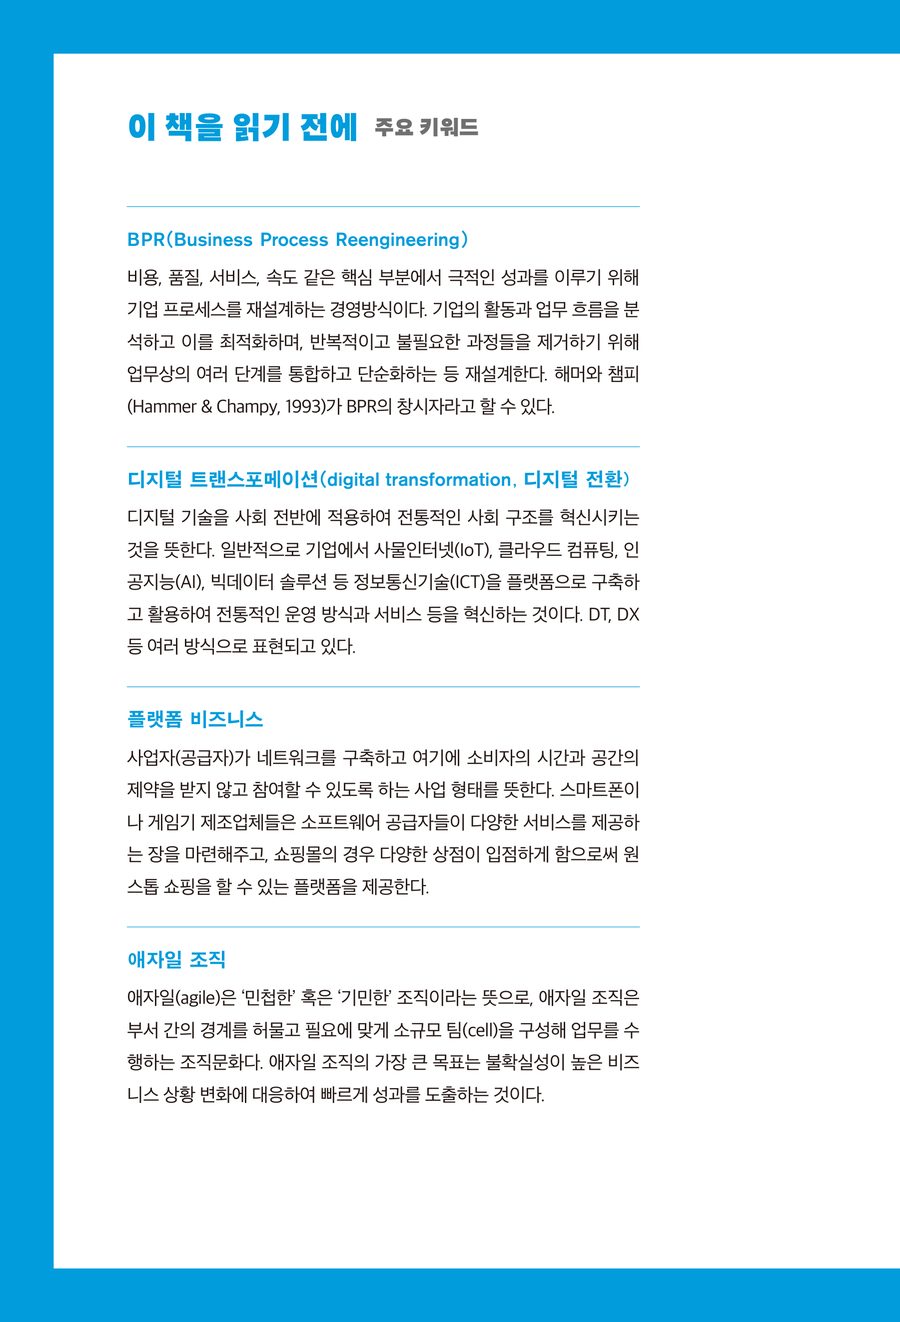 이 책을 읽기 전에 주요 키워드
BPR(Business Process Reengineering)
비용, 품질, 서비스, 속도 같은 핵심 부분에서 극적인 성과를 이루기 위해
기업 프로세스를 재설계하는 경영방식이다. 기업의 활동과 업무 흐름을 분
석하고 이를 최적화하며, 반복적이고 불필요한 과정들을 제거하기 위해
업무상의 여러 단계를 통합하고 단순화하는 등 재설계한다. 해머와 챔피
(Hammer & Champy, 1993)가 BPR의 창시자라고 할 수 있다.
디지털 트랜스포메이션(digital transformation, 디지털 전환)
디지털 기술을 사회 전반에 적용하여 전통적인 사회 구조를 혁신시키는
것을 뜻한다. 일반적으로 기업에서 사물인터넷(IoT), 클라우드 컴퓨팅, 인
공지능(AI), 빅데이터 솔루션 등 정보통신기술(ICT)을 플랫폼으로 구축하
고 활용하여 전통적인 운영 방식과 서비스 등을 혁신하는 것이다. DT, DX
등 여러 방식으로 표현되고 있다.
플랫폼 비즈니스
사업자(공급자)가 네트워크를 구축하고 여기에 소비자의 시간과 공간의
제약을 받지 않고 참여할 수 있도록 하는 사업 형태를 뜻한다. 스마트폰이
나 게임기 제조업체들은 소프트웨어 공급자들이 다양한 서비스를 제공하
는 장을 마련해주고, 쇼핑몰의 경우 다양한 상점이 입점하게 함으로써 원
스톱 쇼핑을 할 수 있는 플랫폼을 제공한다.
애자일 조직
애자일(agile)은 ‘민첩한’ 혹은 ‘기민한’ 조직이라는 뜻으로, 애자일 조직은
부서 간의 경계를 허물고 필요에 맞게 소규모 팀(cell)을 구성해 업무를 수
행하는 조직문화다. 애자일 조직의 가장 큰 목표는 불확실성이 높은 비즈
니스 상황 변화에 대응하여 빠르게 성과를 도출하는 것이다.